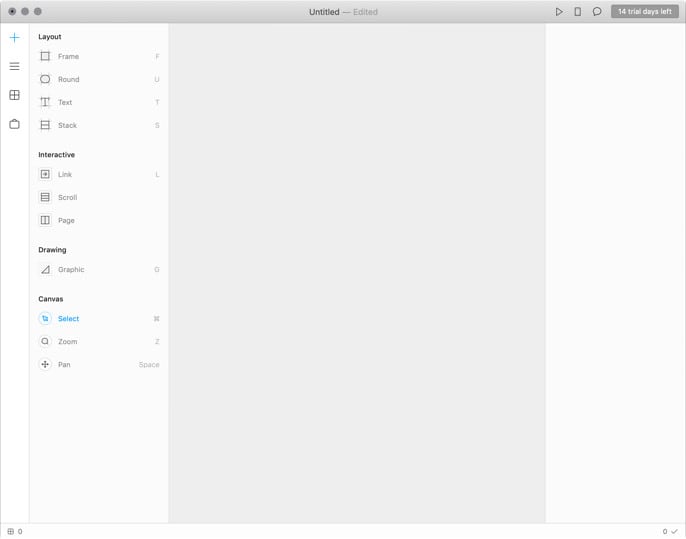 Untitled — Edited
14 trial days left
Layout
Frame F
Round U
Text T
Stack S
Interactive
Link L
Scroll
Page
Drawing
Graphic G
Canvas
Select ⌘
Zoom Z
Pan Space
0
0